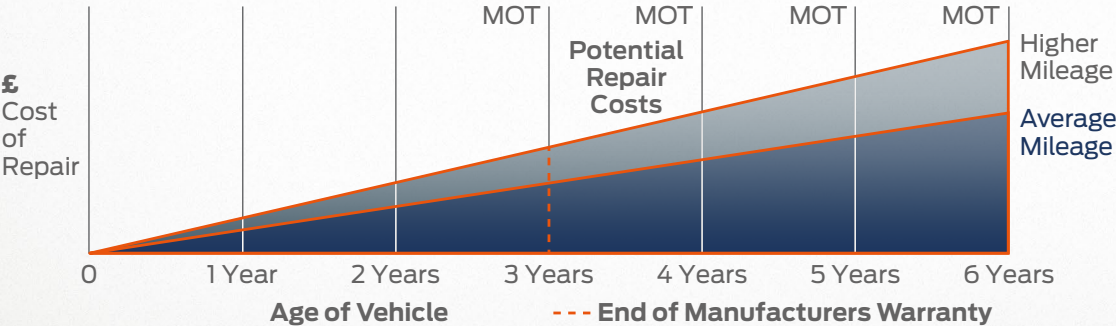 MOT MOT MOT MOT
Potential
Repair
Costs
Higher
Mileage
£
Cost
of
Repair
Average
Mileage
0 1 Year 2 Years 3 Years 4 Years 5 Years 6 Years
Age of Vehicle
End of Manufacturers Warranty